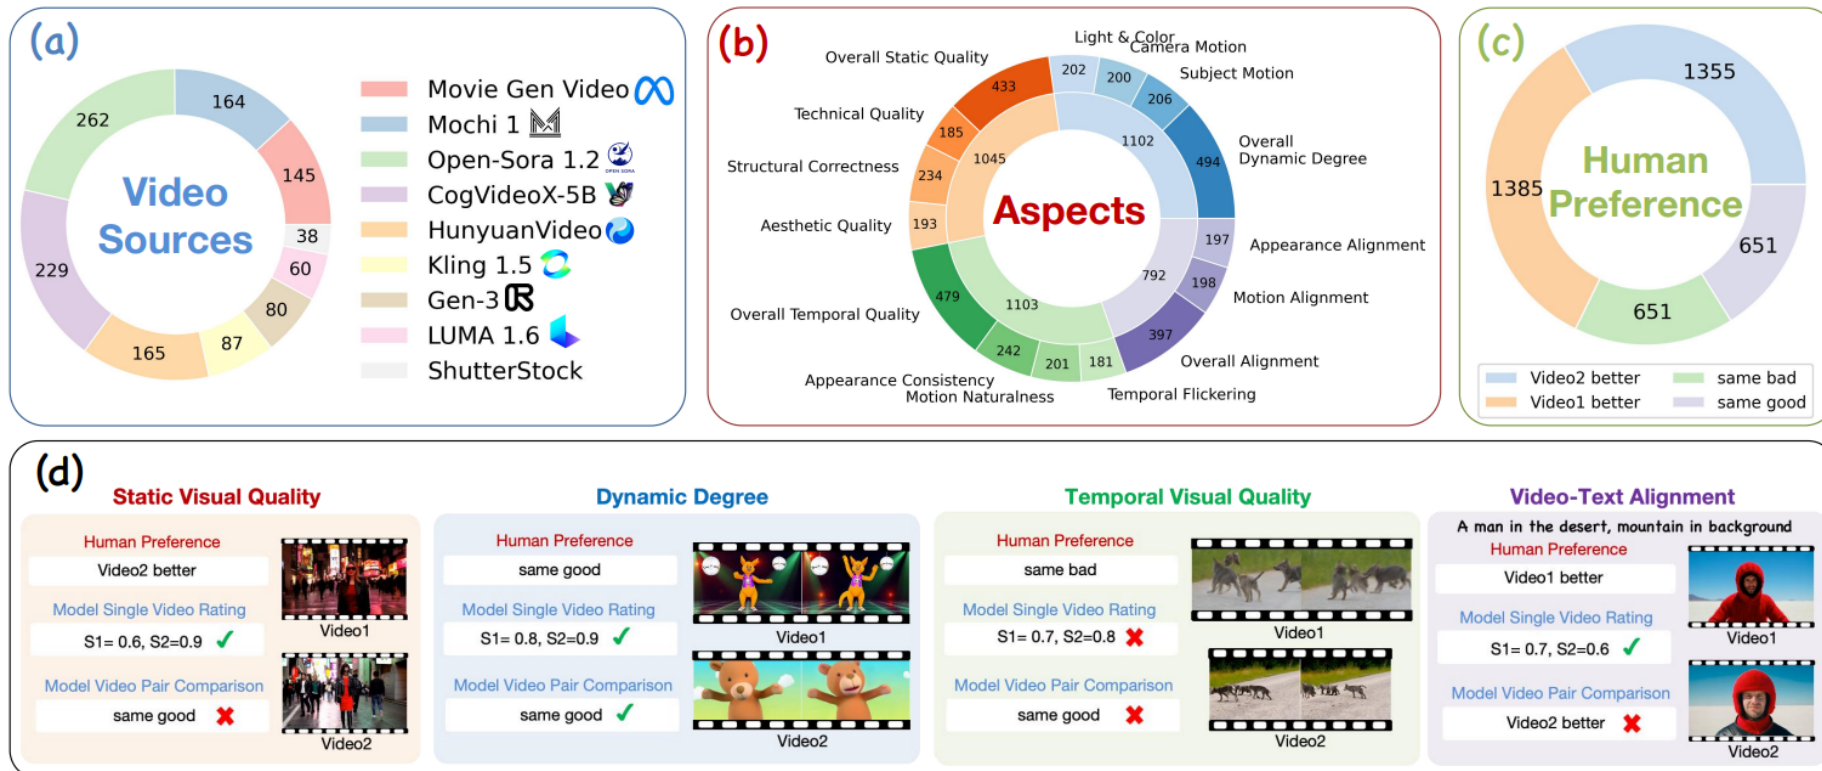 (a)
Video
Sources
164
145
38
60
80
87
165
229
262
Movie Gen Video
Mochi 1
Open-Sora 1.2
OPEN SORA
CogVideoX-5B
HunyuanVideo
Kling 1.5
Gen-3
LUMA 1.6
ShutterStock
(b)
Aspects
Light & Color
Camera Motion
Subject Motion
Overall
Dynamic Degree
Appearance Alignment
Motion Alignment
Overall Alignment
Temporal Flickering
Motion Naturalness
Appearance Consistency
Overall Temporal Quality
Aesthetic Quality
Structural Correctness
Technical Quality
Overall Static Quality
202
200
206
494
197
198
397
181
201
242
479
193
234
185
433
1102
792
1103
1045
(c)
Human
Preference
1355
651
651
1385
Video2 better
Video1 better
same bad
same good
(d)
Static Visual Quality
Human Preference
Video2 better
Model Single Video Rating
S1= 0.6, S2=0.9
Model Video Pair Comparison
same good
Video1
Video2
Dynamic Degree
Human Preference
same good
Model Single Video Rating
S1= 0.8, S2=0.9
Model Video Pair Comparison
same good
Video1
Video2
Temporal Visual Quality
Human Preference
same bad
Model Single Video Rating
S1= 0.7, S2=0.8
Model Video Pair Comparison
same good
Video1
Video2
Video-Text Alignment
A man in the desert, mountain in background
Human Preference
Video1 better
Model Single Video Rating
S1= 0.7, S2=0.6
Model Video Pair Comparison
Video2 better
Video1
Video2